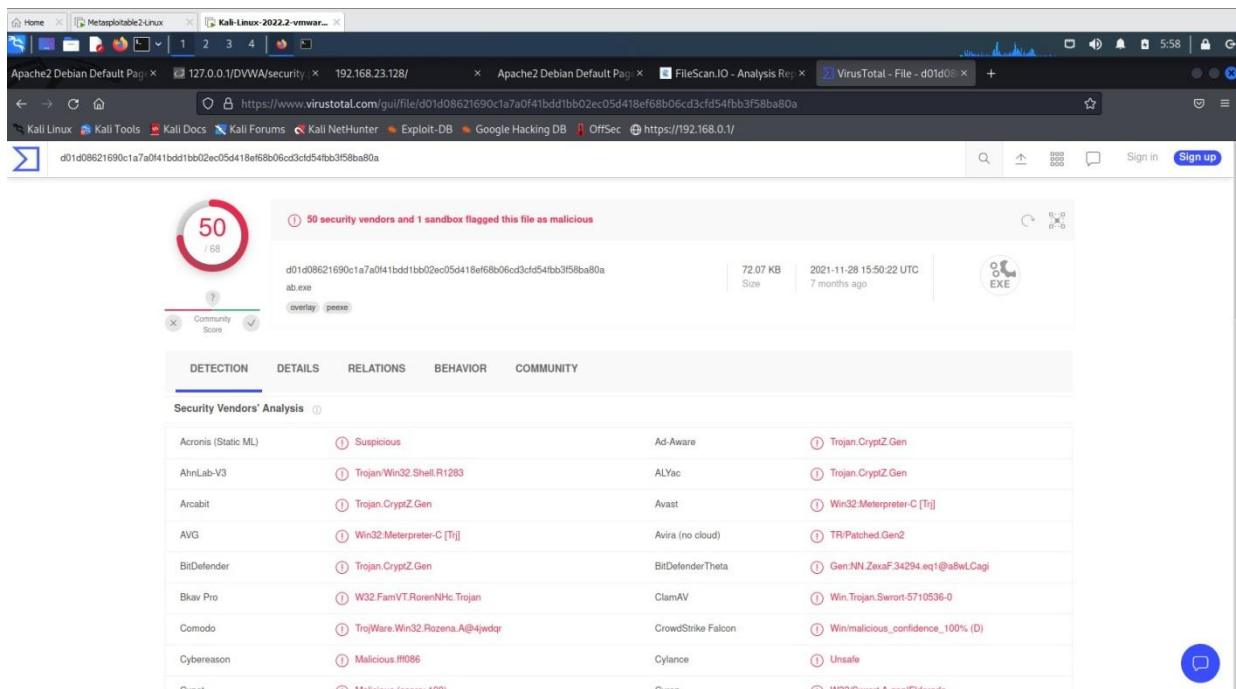 Home Metasploitable2-Linux Kali-Linux-2022.2-vmwar...
1 2 3 4 5:58
Apache2 Debian Default Page 127.0.0.1/DVWA/security. 192.168.23.128/ Apache2 Debian Default Page FileScan.IO - Analysis Rep VirusTotal - File - d01d08
https://www.virustotal.com/gui/file/d01d08621690c1a7a0f41bdd1bb02ec05d418ef68b06cd3cfd54fbb3f58ba80a
Kali Linux Kali Tools Kali Docs Kali Forums Kali NetHunter Exploit-DB Google Hacking DB OffSec https://192.168.0.1/
d01d08621690c1a7a0f41bdd1bb02ec05d418ef68b06cd3cfd54fbb3f58ba80a Sign in Sign up
50 / 68
50 security vendors and 1 sandbox flagged this file as malicious
d01d08621690c1a7a0f41bdd1bb02ec05d418ef68b06cd3cfd54fbb3f58ba80a 72.07 KB 2021-11-28 15:50:22 UTC
ab.exe Size 7 months ago EXE
overlay peexe
?
Community
Score
DETECTION DETAILS RELATIONS BEHAVIOR COMMUNITY
Security Vendors' Analysis
Acronis (Static ML) Suspicious Ad-Aware Trojan.CryptZ.Gen
AhnLab-V3 Trojan/Win32.Shell.R1283 ALYac Trojan.CryptZ.Gen
Arcabit Trojan.CryptZ.Gen Avast Win32:Meterpreter-C [Trj]
AVG Win32:Meterpreter-C [Trj] Avira (no cloud) TR/Patched.Gen2
BitDefender Trojan.CryptZ.Gen BitDefenderTheta Gen:NN.ZexaF.34294.eq1@a8wLCagi
Bkav Pro W32.FamVT.RorenNHc.Trojan ClamAV Win.Trojan.Swrort-5710536-0
Comodo TrojWare.Win32.Rozena.A@4jwdqr CrowdStrike Falcon Win/malicious_confidence_100% (D)
Cybereason Malicious.fff086 Cylance Unsafe